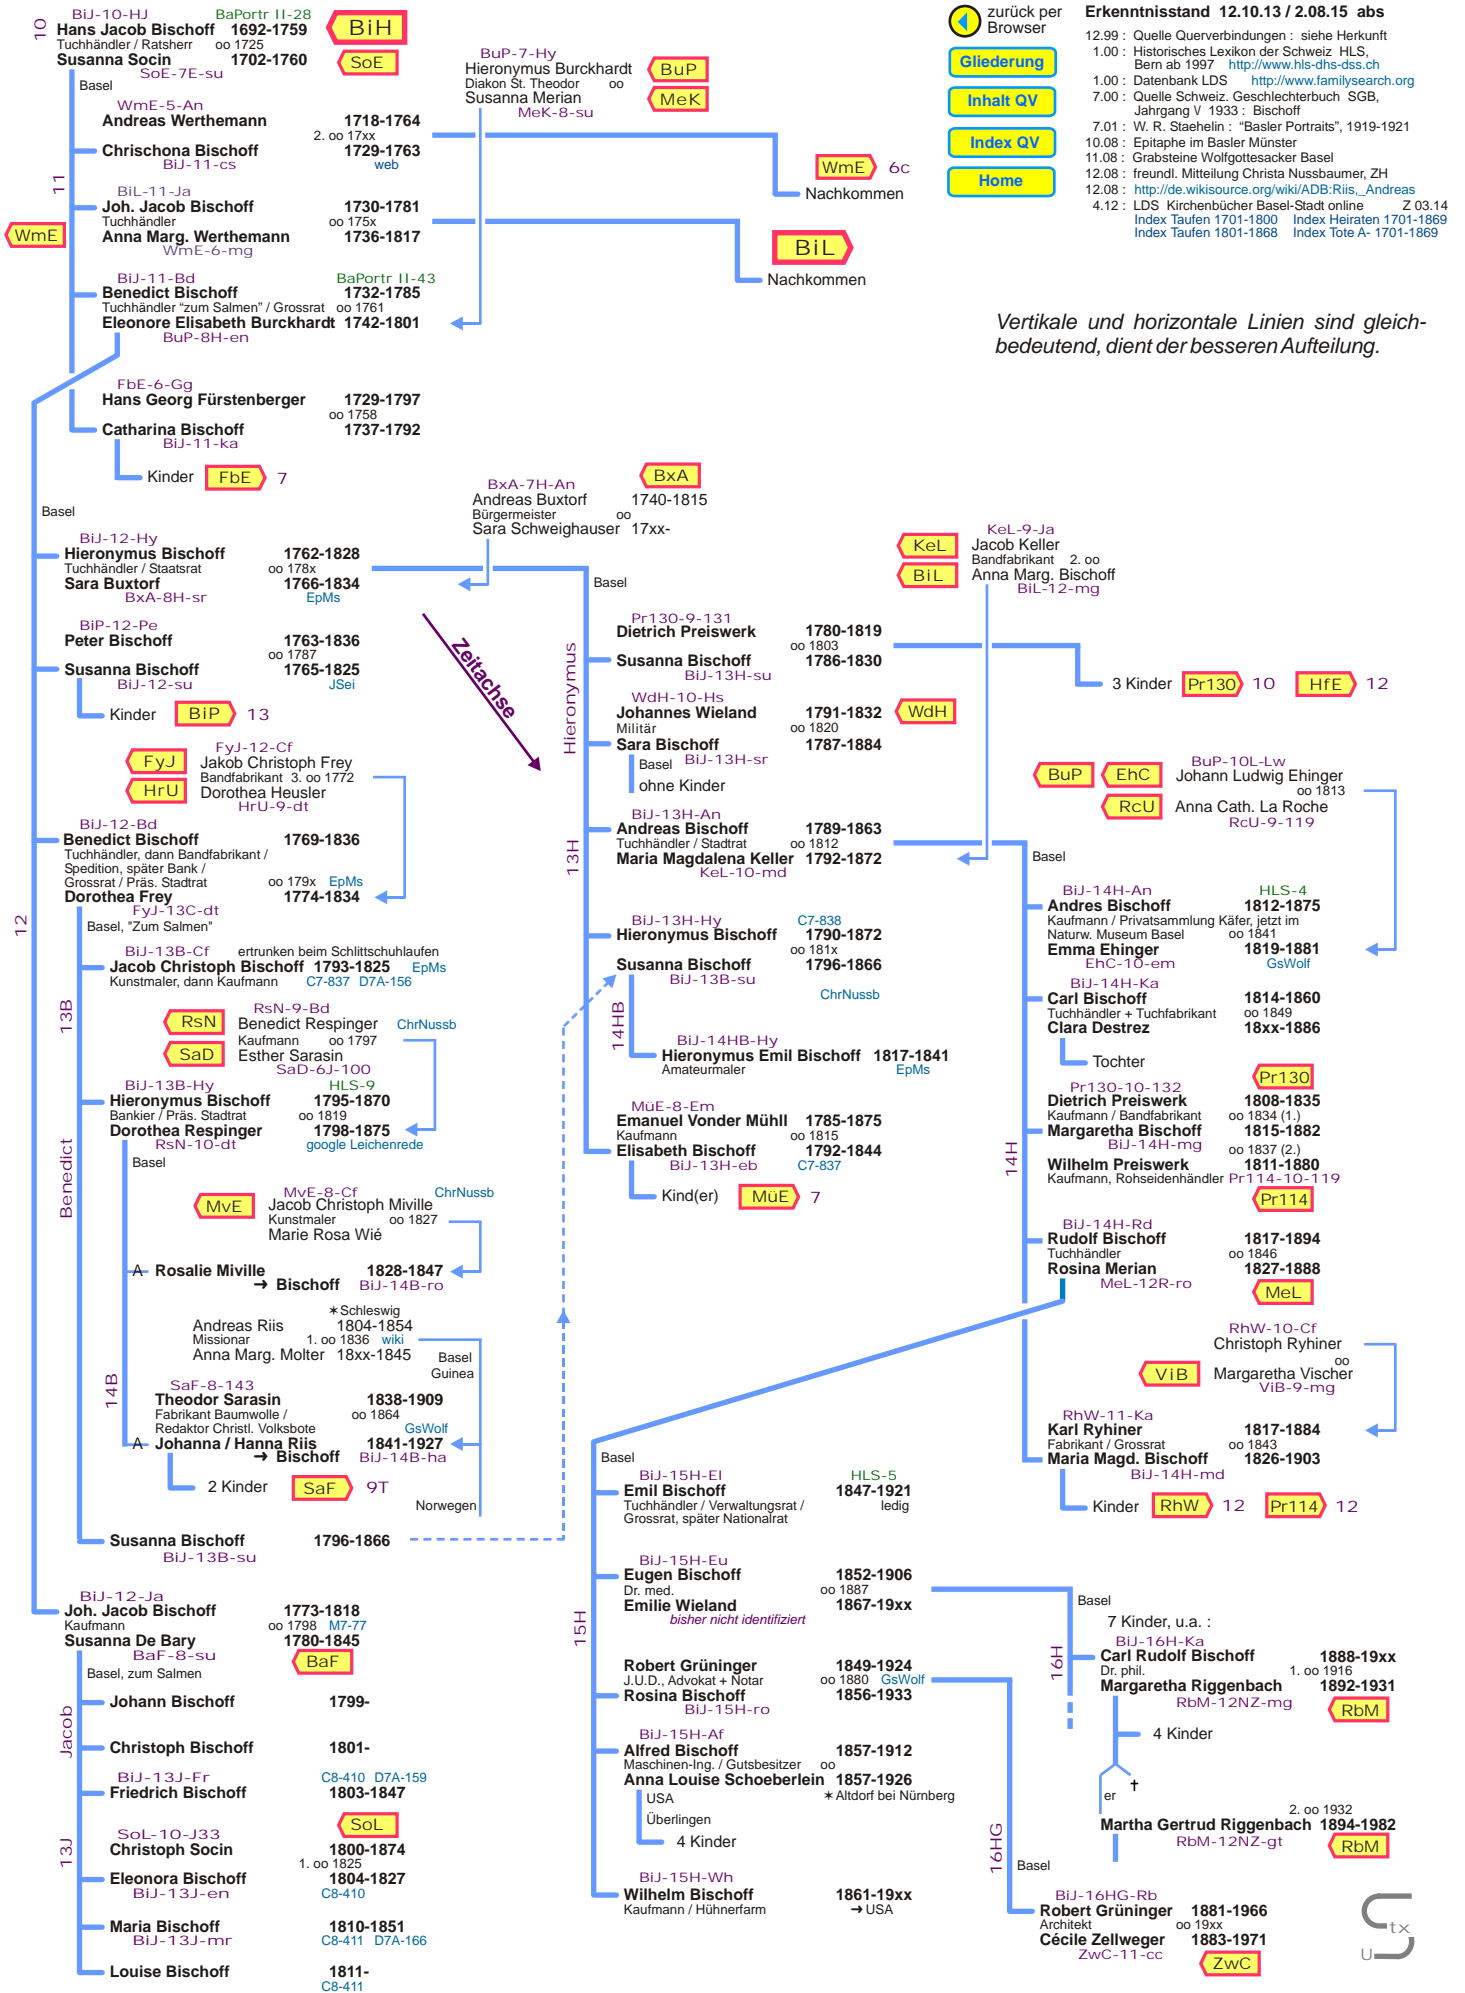 BiJ-10-HJ BaPortr II-28
Hans Jacob Bischoff 1692-1759
Tuchhändler / Ratsherr oo 1725
Susanna Socin 1702-1760
SoE-7E-su
10
BiH
SoE
Basel
WmE-5-An
Andreas Werthemann 1718-1764
2. oo 17xx
Chrischona Bischoff 1729-1763
BiJ-11-cs web
11
BiL-11-Ja
Joh. Jacob Bischoff 1730-1781
Tuchhändler oo 175x
Anna Marg. Werthemann 1736-1817
WmE-6-mg
WmE
BiJ-11-Bd BaPortr II-43
Benedict Bischoff 1732-1785
Tuchhändler "zum Salmen" / Grossrat oo 1761
Eleonore Elisabeth Burckhardt 1742-1801
BuP-8H-en
FbE-6-Gg
Hans Georg Fürstenberger 1729-1797
oo 1758
Catharina Bischoff 1737-1792
BiJ-11-ka
Kinder FbE 7
BuP-7-Hy
Hieronymus Burckhardt
Diakon St. Theodor oo
Susanna Merian
MeK-8-su
BuP
MeK
WmE 6c
Nachkommen
BiL
Nachkommen
zurück per
Browser
Gliederung
Inhalt QV
Index QV
Home
Erkenntnisstand 12.10.13 / 2.08.15 abs
12.99 : Quelle Querverbindungen : siehe Herkunft
1.00 : Historisches Lexikon der Schweiz HLS,
Bern ab 1997 http://www.hls-dhs-dss.ch
1.00 : Datenbank LDS http://www.familysearch.org
7.00 : Quelle Schweiz. Geschlechterbuch SGB,
Jahrgang V 1933 : Bischoff
7.01 : W. R. Staehelin : "Basler Portraits", 1919-1921
10.08 : Epitaphe im Basler Münster
11.08 : Grabsteine Wolfgottesacker Basel
12.08 : freundl. Mitteilung Christa Nussbaumer, ZH
12.08 : http://de.wikisource.org/wiki/ADB:Riis,_Andreas
4.12 : LDS Kirchenbücher Basel-Stadt online Z 03.14
Index Taufen 1701-1800 Index Heiraten 1701-1869
Index Taufen 1801-1868 Index Tote A- 1701-1869
Vertikale und horizontale Linien sind gleich-
bedeutend, dient der besseren Aufteilung.
Basel
BiJ-12-Hy
Hieronymus Bischoff 1762-1828
Tuchhändler / Staatsrat oo 178x
Sara Buxtorf 1766-1834
BxA-8H-sr EpMs
BiP-12-Pe
Peter Bischoff 1763-1836
oo 1787
Susanna Bischoff 1765-1825
BiJ-12-su JSei
Kinder BiP 13
BxA
BxA-7H-An
Andreas Buxtorf 1740-1815
Bürgermeister oo
Sara Schweighauser 17xx-
Zeitachse
FyJ-12-Cf
FyJ Jakob Christoph Frey
Bandfabrikant 3. oo 1772
HrU Dorothea Heusler
HrU-9-dt
12
BiJ-12-Bd
Benedict Bischoff 1769-1836
Tuchhändler, dann Bandfabrikant /
Spedition, später Bank /
Grossrat / Präs. Stadtrat oo 179x EpMs
Dorothea Frey 1774-1834
FyJ-13C-dt
Basel, "Zum Salmen"
BiJ-13B-Cf ertrunken beim Schlittschuhlaufen
Jacob Christoph Bischoff 1793-1825 EpMs
Kunstmaler, dann Kaufmann C7-837 D7A-156
13B
Benedict
RsN-9-Bd
RsN Benedict Respinger ChrNussb
Kaufmann oo 1797
SaD Esther Sarasin
SaD-6J-100
BiJ-13B-Hy HLS-9
Hieronymus Bischoff 1795-1870
Bankier / Präs. Stadtrat oo 1819
Dorothea Respinger 1798-1875
RsN-10-dt google Leichenrede
Basel
MvE-8-Cf ChrNussb
MvE Jacob Christoph Miville
Kunstmaler oo 1827
Marie Rosa Wié
A Rosalie Miville 1828-1847
→ Bischoff BiJ-14B-ro
14B
✶Schleswig
Andreas Riis 1804-1854
Missionar 1. oo 1836 wiki
Anna Marg. Molter 18xx-1845
Basel
Guinea
SaF-8-143
Theodor Sarasin 1838-1909
Fabrikant Baumwolle / oo 1864
Redaktor Christl. Volksbote GsWolf
A Johanna / Hanna Riis 1841-1927
→ Bischoff BiJ-14B-ha
2 Kinder SaF 9T
Norwegen
Susanna Bischoff 1796-1866
BiJ-13B-su
BiJ-12-Ja
Joh. Jacob Bischoff 1773-1818
Kaufmann oo 1798 M7-77
Susanna De Bary 1780-1845
BaF-8-su BaF
Basel, zum Salmen
Jacob
13J
Johann Bischoff 1799-
Christoph Bischoff 1801-
BiJ-13J-Fr C8-410 D7A-159
Friedrich Bischoff 1803-1847
SoL
SoL-10-J33
Christoph Socin 1800-1874
1. oo 1825
Eleonora Bischoff 1804-1827
BiJ-13J-en C8-410
Maria Bischoff 1810-1851
BiJ-13J-mr C8-411 D7A-166
Louise Bischoff 1811-
C8-411
Basel
Hieronymus
13H
Pr130-9-131
Dietrich Preiswerk 1780-1819
oo 1803
Susanna Bischoff 1786-1830
BiJ-13H-su
3 Kinder Pr130 10 HfE 12
WdH-10-Hs
Johannes Wieland 1791-1832 WdH
Militär oo 1820
Sara Bischoff 1787-1884
Basel BiJ-13H-sr
ohne Kinder
KeL-9-Ja
KeL Jacob Keller
Bandfabrikant 2. oo
BiL Anna Marg. Bischoff
BiL-12-mg
BiJ-13H-An
Andreas Bischoff 1789-1863
Tuchhändler / Stadtrat oo 1812
Maria Magdalena Keller 1792-1872
KeL-10-md
BiJ-13H-Hy C7-838
Hieronymus Bischoff 1790-1872
oo 181x
Susanna Bischoff 1796-1866
BiJ-13B-su
ChrNussb
14HB
BiJ-14HB-Hy
Hieronymus Emil Bischoff 1817-1841
Amateurmaler EpMs
MüE-8-Em
Emanuel Vonder Mühll 1785-1875
Kaufmann oo 1815
Elisabeth Bischoff 1792-1844
BiJ-13H-eb C7-837
Kind(er) MüE 7
BuP-10L-Lw
BuP EhC Johann Ludwig Ehinger
oo 1813
RcU Anna Cath. La Roche
RcU-9-119
Basel
14H
BiJ-14H-An HLS-4
Andres Bischoff 1812-1875
Kaufmann / Privatsammlung Käfer, jetzt im
Naturw. Museum Basel oo 1841
Emma Ehinger 1819-1881
EhC-10-em GsWolf
BiJ-14H-Ka
Carl Bischoff 1814-1860
Tuchhändler + Tuchfabrikant oo 1849
Clara Destrez 18xx-1886
Tochter
Pr130
Pr130-10-132
Dietrich Preiswerk 1808-1835
Kaufmann / Bandfabrikant oo 1834 (1.)
Margaretha Bischoff 1815-1882
BiJ-14H-mg oo 1837 (2.)
Wilhelm Preiswerk 1811-1880
Kaufmann, Rohseidenhändler Pr114-10-119
Pr114
BiJ-14H-Rd
Rudolf Bischoff 1817-1894
Tuchhändler oo 1846
Rosina Merian 1827-1888
MeL-12R-ro
MeL
RhW-10-Cf
Christoph Ryhiner
oo
ViB Margaretha Vischer
ViB-9-mg
RhW-11-Ka
Karl Ryhiner 1817-1884
Fabrikant / Grossrat oo 1843
Maria Magd. Bischoff 1826-1903
BiJ-14H-md
Kinder RhW 12 Pr114 12
Basel
15H
BiJ-15H-El HLS-5
Emil Bischoff 1847-1921
Tuchhändler / Verwaltungsrat / ledig
Grossrat, später Nationalrat
BiJ-15H-Eu
Eugen Bischoff 1852-1906
Dr. med. oo 1887
Emilie Wieland 1867-19xx
bisher nicht identifiziert
Robert Grüninger 1849-1924
J.U.D., Advokat + Notar oo 1880 GsWolf
Rosina Bischoff 1856-1933
BiJ-15H-ro
BiJ-15H-Af
Alfred Bischoff 1857-1912
Maschinen-Ing. / Gutsbesitzer oo
Anna Louise Schoeberlein 1857-1926
USA ✶Altdorf bei Nürnberg
Überlingen
4 Kinder
BiJ-15H-Wh
Wilhelm Bischoff 1861-19xx
Kaufmann / Hühnerfarm → USA
Basel
16H
7 Kinder, u.a. :
BiJ-16H-Ka
Carl Rudolf Bischoff 1888-19xx
Dr. phil. 1. oo 1916
Margaretha Riggenbach 1892-1931
RbM-12NZ-mg RbM
4 Kinder
er †
2. oo 1932
Martha Gertrud Riggenbach 1894-1982
RbM-12NZ-gt RbM
16HG
Basel
BiJ-16HG-Rb
Robert Grüninger 1881-1966
Architekt oo 19xx
Cécile Zellweger 1883-1971
ZwC-11-cc ZwC
tx
U